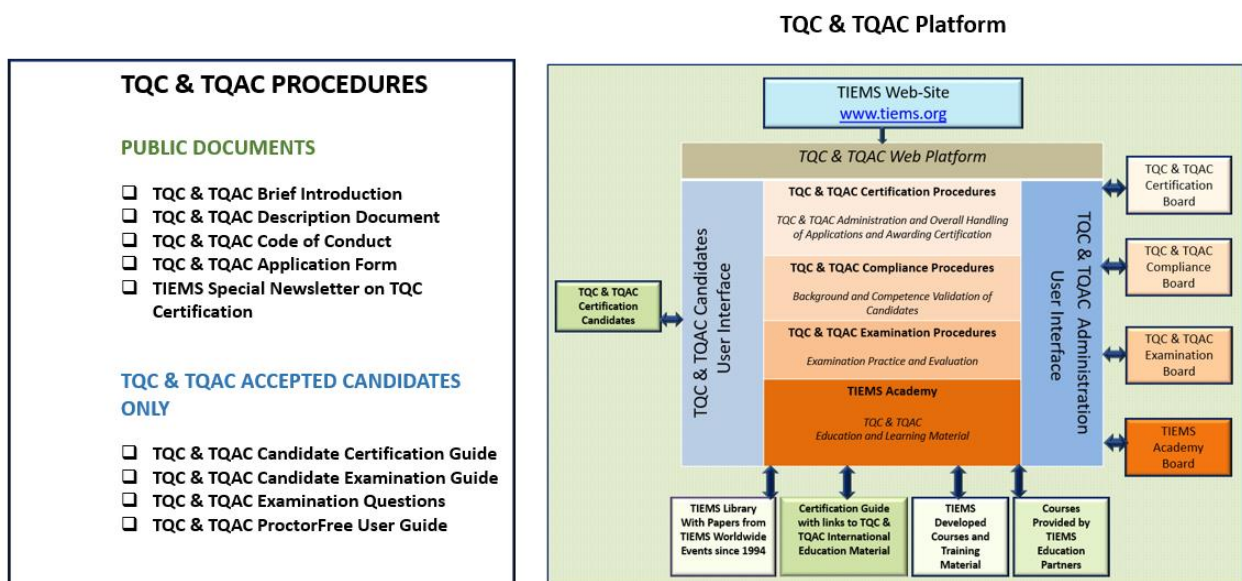 TQC & TQAC Platform
TQC & TQAC PROCEDURES
PUBLIC DOCUMENTS
TQC & TQAC Brief Introduction
TQC & TQAC Description Document
TQC & TQAC Code of Conduct
TQC & TQAC Application Form
TIEMS Special Newsletter on TQC
Certification
TQC & TQAC ACCEPTED CANDIDATES
ONLY
TQC & TQAC Candidate Certification Guide
TQC & TQAC Candidate Examination Guide
TQC & TQAC Examination Questions
TQC & TQAC ProctorFree User Guide
TIEMS Web-Site
www.tiems.org
TQC & TQAC Web Platform
TQC & TQAC Certification
Candidates
TQC & TQAC Candidates
User Interface
TQC & TQAC Certification Procedures
TQC & TQAC Administration and Overall Handling
of Applications and Awarding Certification
TQC & TQAC Compliance Procedures
Background and Competence Validation of
Candidates
TQC & TQAC Examination Procedures
Examination Practice and Evaluation
TIEMS Academy
TQC & TQAC
Education and Learning Material
TQC & TQAC Administration
User Interface
TQC & TQAC
Certification
Board
TQC & TQAC
Compliance
Board
TQC & TQAC
Examination
Board
TIEMS
Academy
Board
TIEMS Library
With Papers from
TIEMS Worldwide
Events since 1994
Certification Guide
with links to TQC &
TQAC International
Education Material
TIEMS
Developed
Courses and
Training
Material
Courses
Provided by
TIEMS
Education
Partners